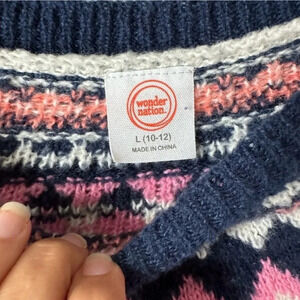 wonder
nation.
L (10-12)
MADE IN CHINA